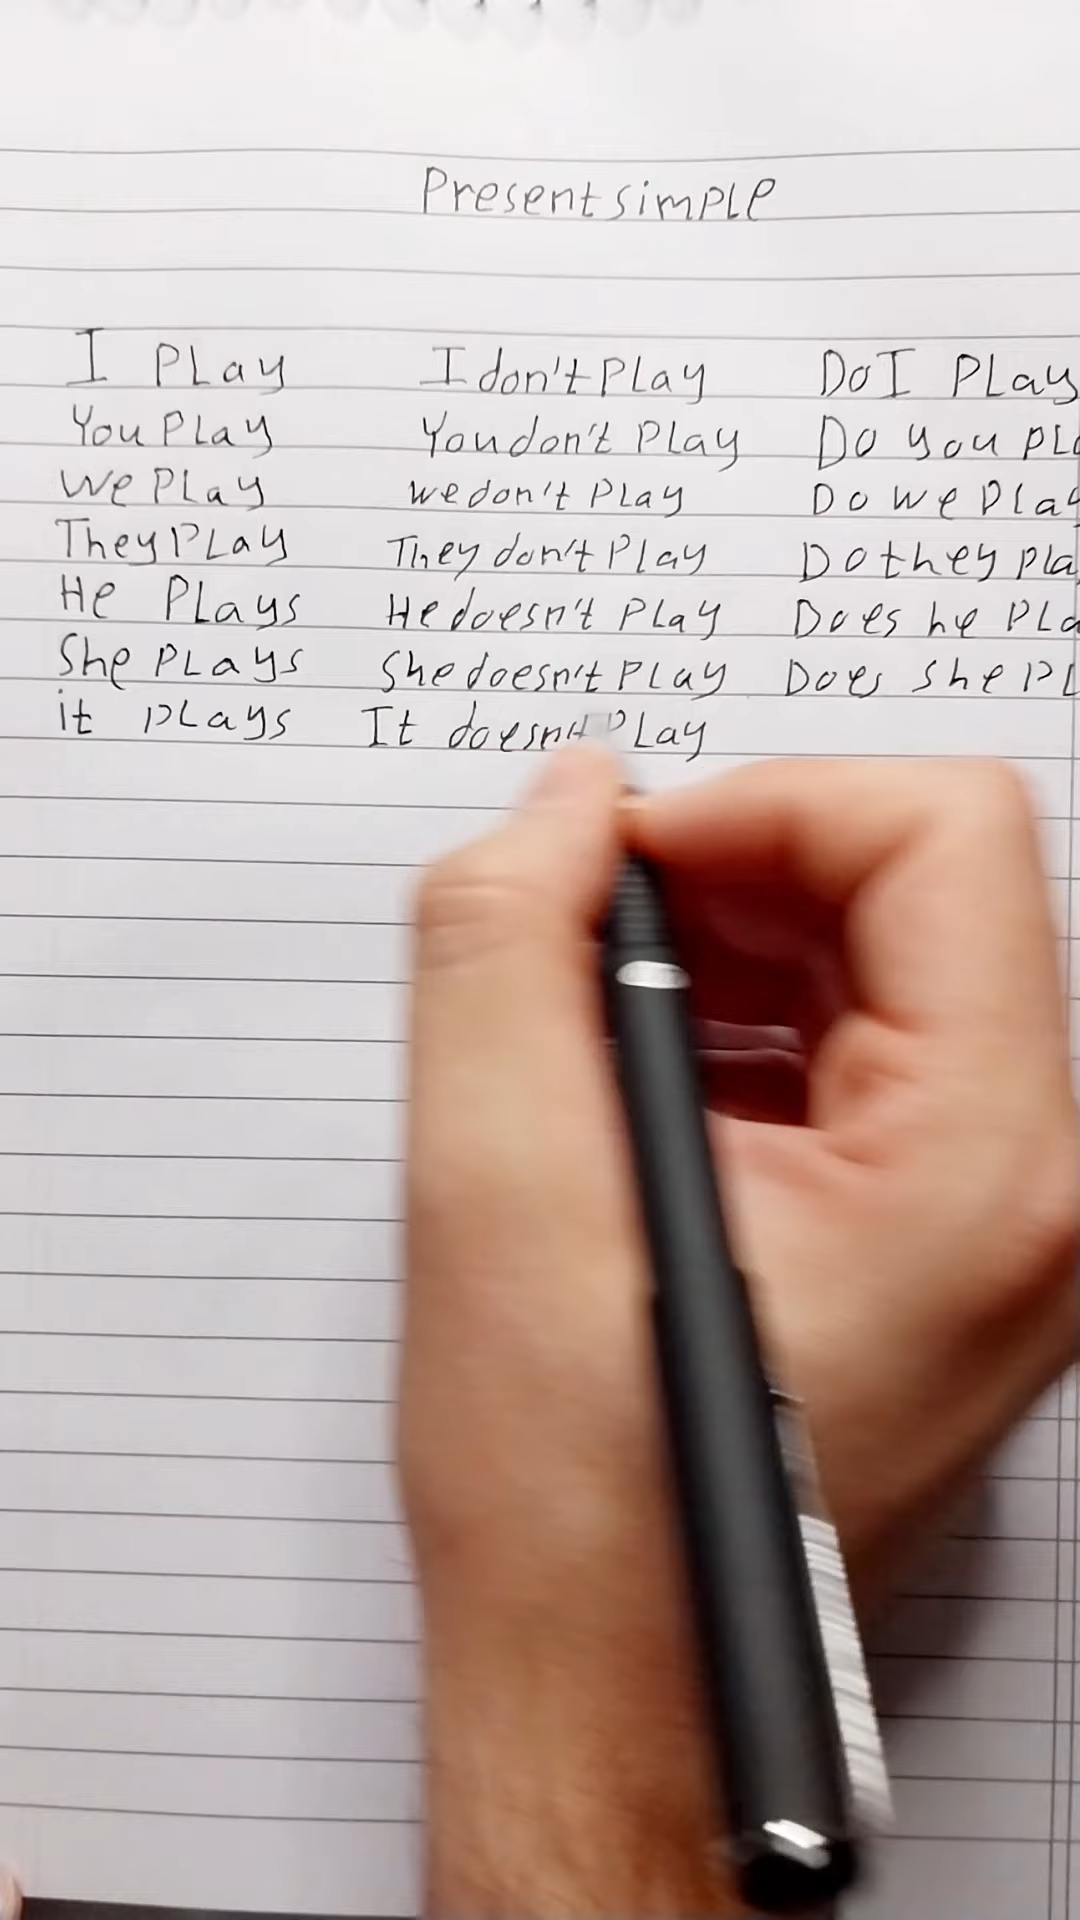 Present simple
I Play I don't Play Do I Play
You Play You don't Play Do you
We Play we don't Play Do we Play
They Play They don't Play Do they
He Plays He doesn't Play Does he
She Plays She doesn't Play Does she
it plays It doesn't Play